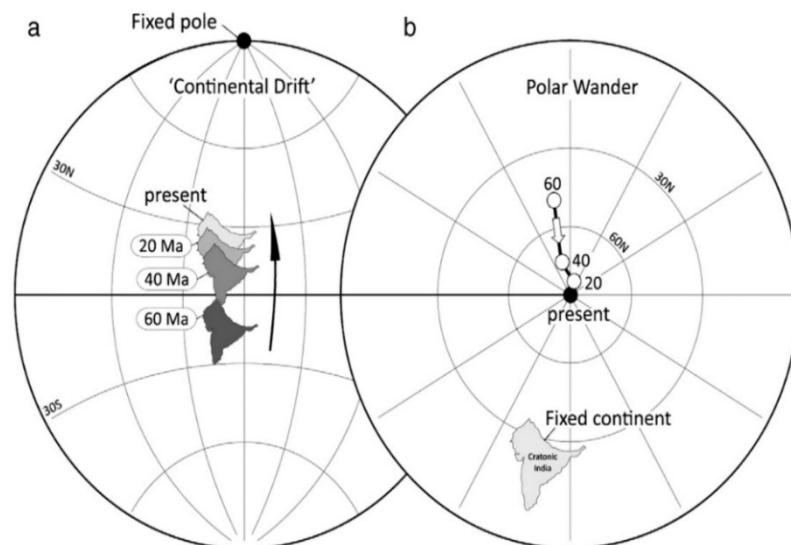 a
Fixed pole
'Continental Drift'
30N
present
20 Ma
40 Ma
60 Ma
30S
b
Polar Wander
60
30N
60N
40
20
present
Fixed continent
Cratonic
India